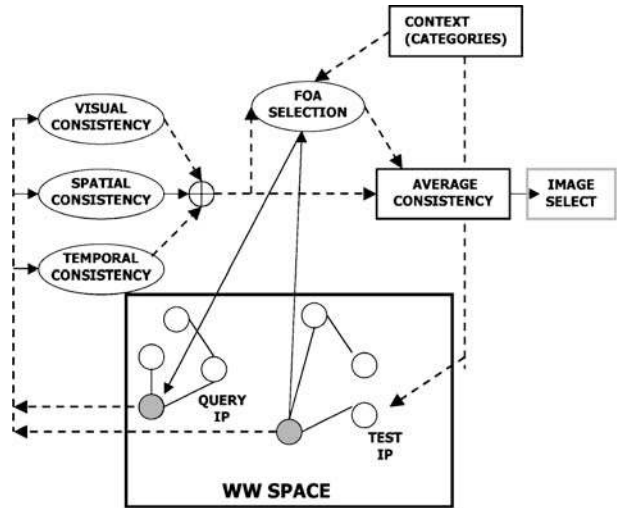 CONTEXT
(CATEGORIES)
VISUAL
CONSISTENCY
FOA
SELECTION
SPATIAL
CONSISTENCY
AVERAGE
CONSISTENCY
IMAGE
SELECT
TEMPORAL
CONSISTENCY
QUERY
IP
TEST
IP
WW SPACE